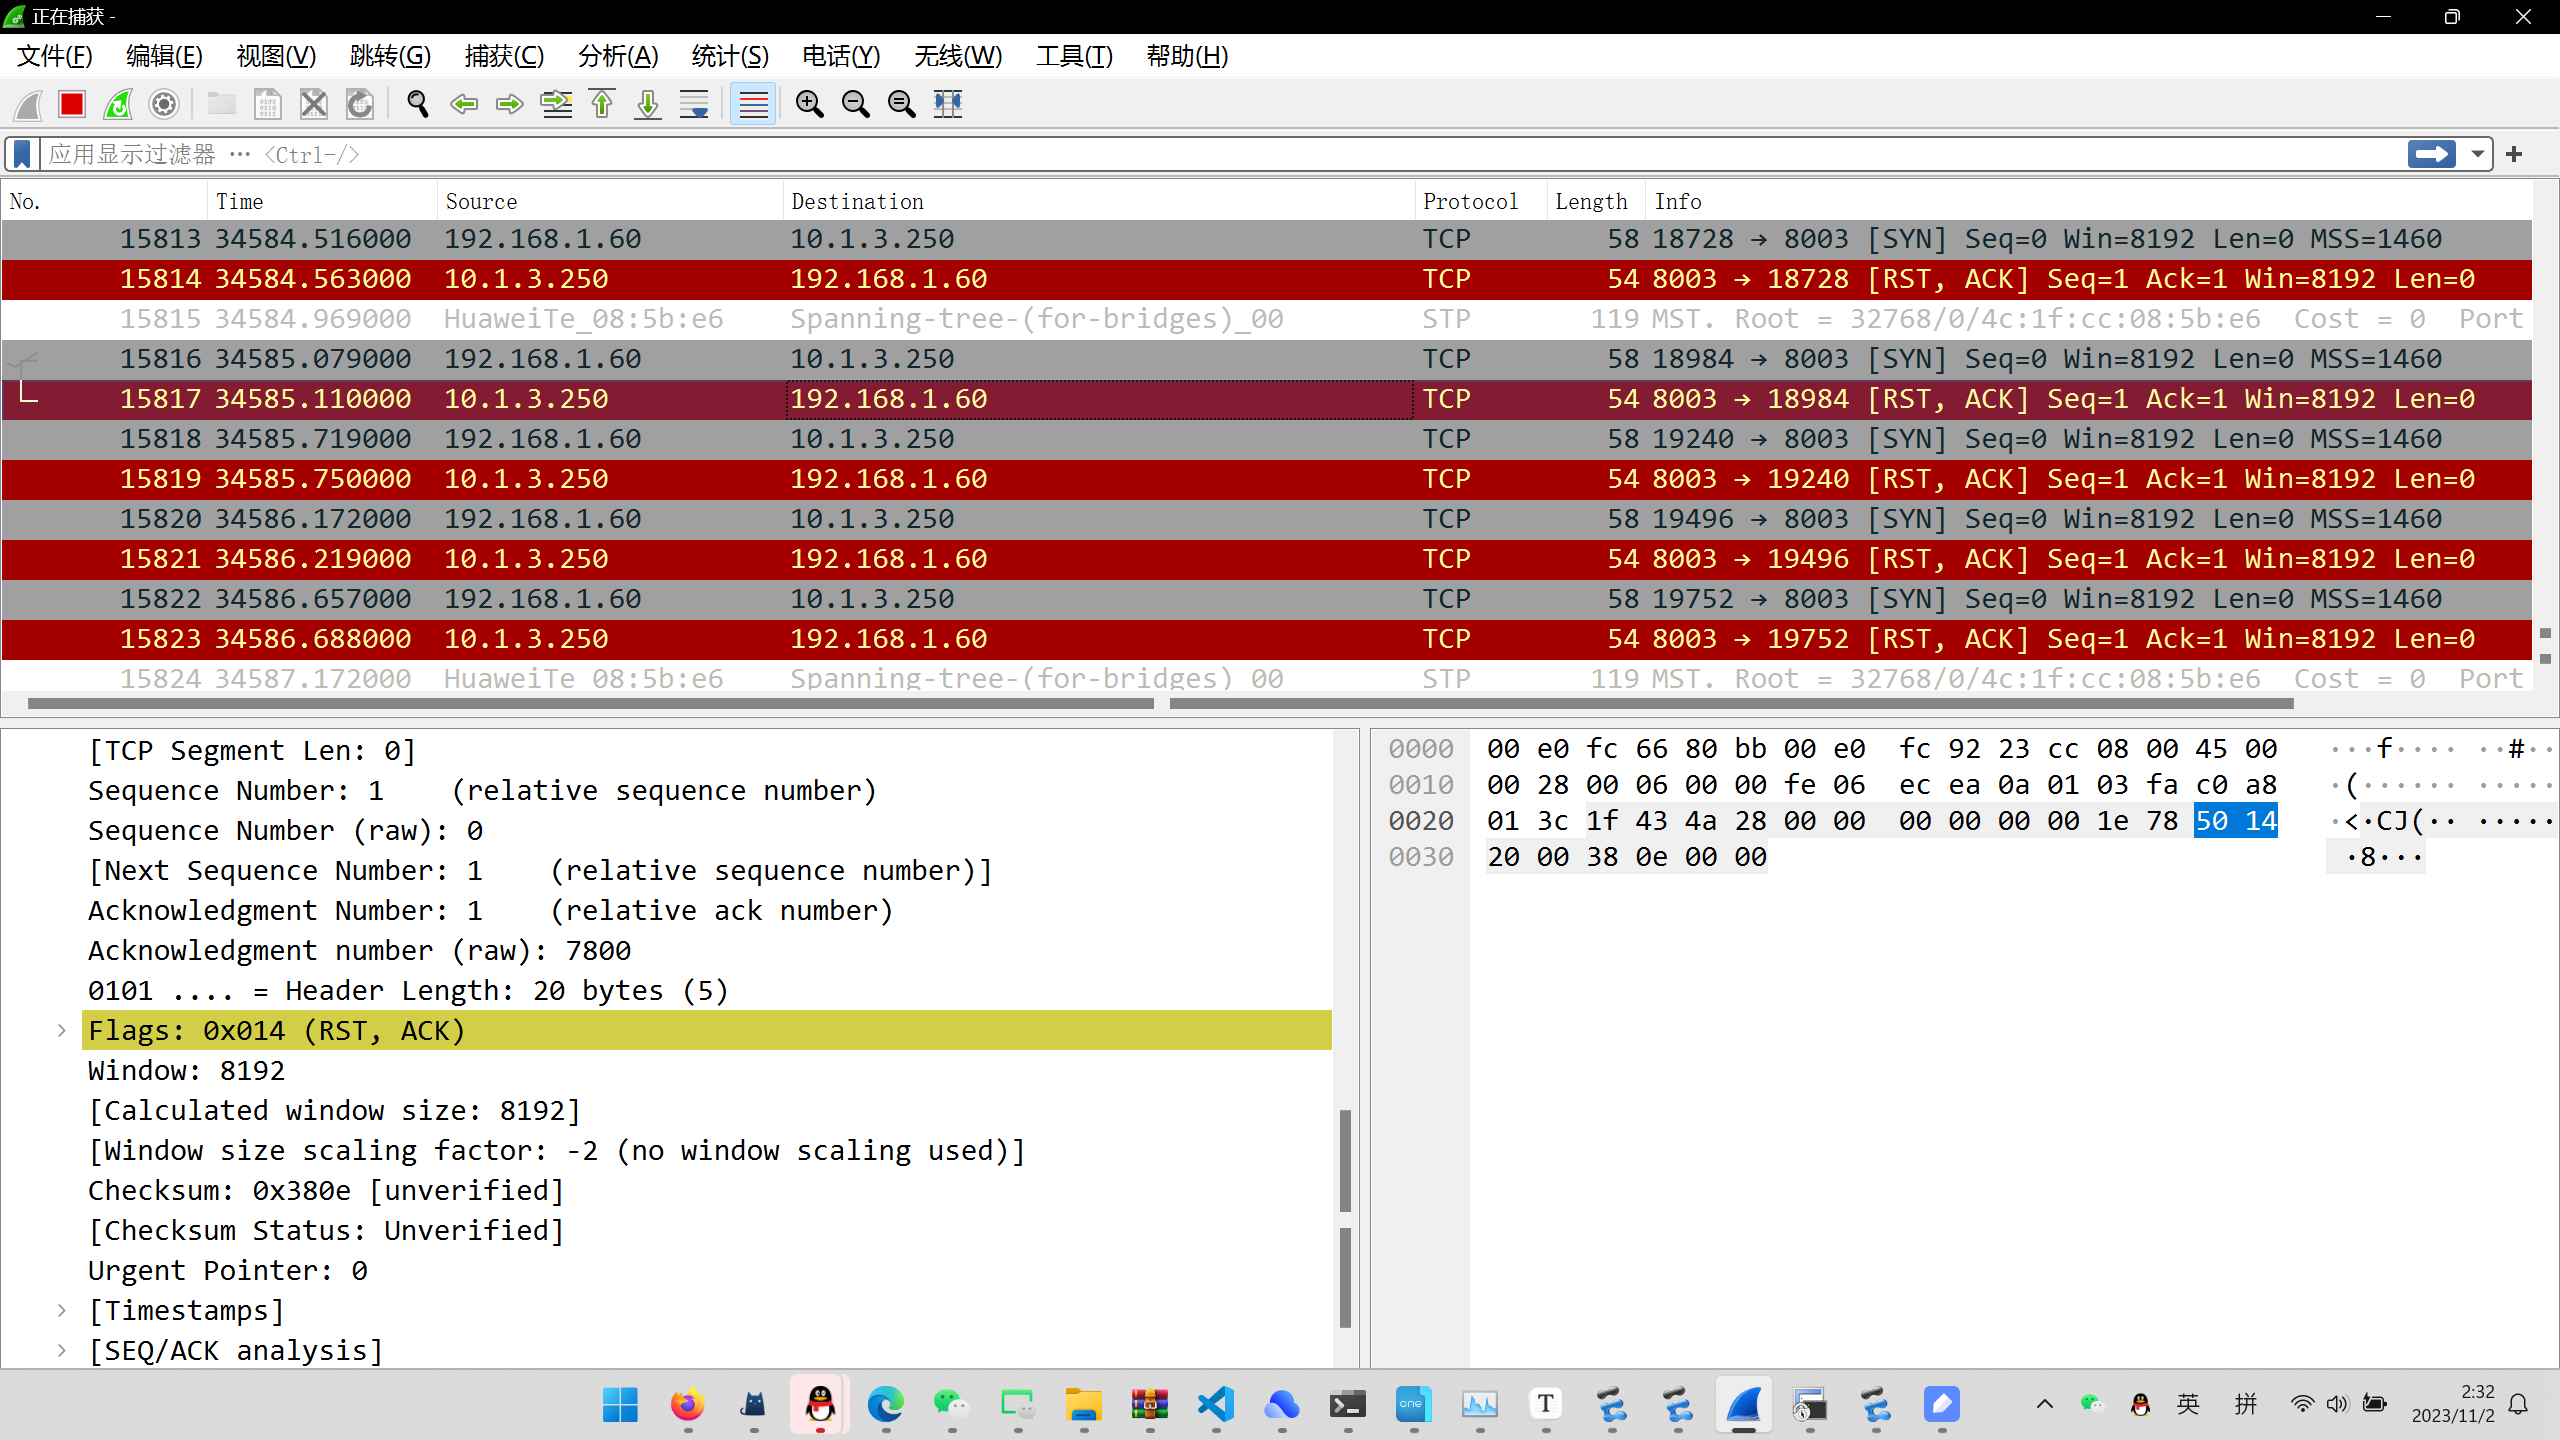 正在捕获 -
文件(F) 编辑(E) 视图(V) 跳转(G) 捕获(C) 分析(A) 统计(S) 电话(Y) 无线(W) 工具(T) 帮助(H)
应用显示过滤器 … <Ctrl-/>
No. Time Source Destination Protocol Length Info
15813 34584.516000 192.168.1.60 10.1.3.250 TCP 58 18728 → 8003 [SYN] Seq=0 Win=8192 Len=0 MSS=1460
15814 34584.563000 10.1.3.250 192.168.1.60 TCP 54 8003 → 18728 [RST, ACK] Seq=1 Ack=1 Win=8192 Len=0
15815 34584.969000 HuaweiTe_08:5b:e6 Spanning-tree-(for-bridges)_00 STP 119 MST. Root = 32768/0/4c:1f:cc:08:5b:e6 Cost = 0 Port
15816 34585.079000 192.168.1.60 10.1.3.250 TCP 58 18984 → 8003 [SYN] Seq=0 Win=8192 Len=0 MSS=1460
15817 34585.110000 10.1.3.250 192.168.1.60 TCP 54 8003 → 18984 [RST, ACK] Seq=1 Ack=1 Win=8192 Len=0
15818 34585.719000 192.168.1.60 10.1.3.250 TCP 58 19240 → 8003 [SYN] Seq=0 Win=8192 Len=0 MSS=1460
15819 34585.750000 10.1.3.250 192.168.1.60 TCP 54 8003 → 19240 [RST, ACK] Seq=1 Ack=1 Win=8192 Len=0
15820 34586.172000 192.168.1.60 10.1.3.250 TCP 58 19496 → 8003 [SYN] Seq=0 Win=8192 Len=0 MSS=1460
15821 34586.219000 10.1.3.250 192.168.1.60 TCP 54 8003 → 19496 [RST, ACK] Seq=1 Ack=1 Win=8192 Len=0
15822 34586.657000 192.168.1.60 10.1.3.250 TCP 58 19752 → 8003 [SYN] Seq=0 Win=8192 Len=0 MSS=1460
15823 34586.688000 10.1.3.250 192.168.1.60 TCP 54 8003 → 19752 [RST, ACK] Seq=1 Ack=1 Win=8192 Len=0
15824 34587.172000 HuaweiTe_08:5b:e6 Spanning-tree-(for-bridges)_00 STP 119 MST. Root = 32768/0/4c:1f:cc:08:5b:e6 Cost = 0 Port
[TCP Segment Len: 0]
Sequence Number: 1 (relative sequence number)
Sequence Number (raw): 0
[Next Sequence Number: 1 (relative sequence number)]
Acknowledgment Number: 1 (relative ack number)
Acknowledgment number (raw): 7800
0101 .... = Header Length: 20 bytes (5)
Flags: 0x014 (RST, ACK)
Window: 8192
[Calculated window size: 8192]
[Window size scaling factor: -2 (no window scaling used)]
Checksum: 0x380e [unverified]
[Checksum Status: Unverified]
Urgent Pointer: 0
[Timestamps]
[SEQ/ACK analysis]
0000 00 e0 fc 66 80 bb 00 e0 fc 92 23 cc 08 00 45 00 ···f···· ··#··
0010 00 28 00 06 00 00 fe 06 ec ea 0a 01 03 fa c0 a8 ·(······ ·····
0020 01 3c 1f 43 4a 28 00 00 00 00 00 00 1e 78 50 14 ·<·CJ(·· ·····
0030 20 00 38 0e 00 00 ·8···
one
T
英 拼
2:32
2023/11/2